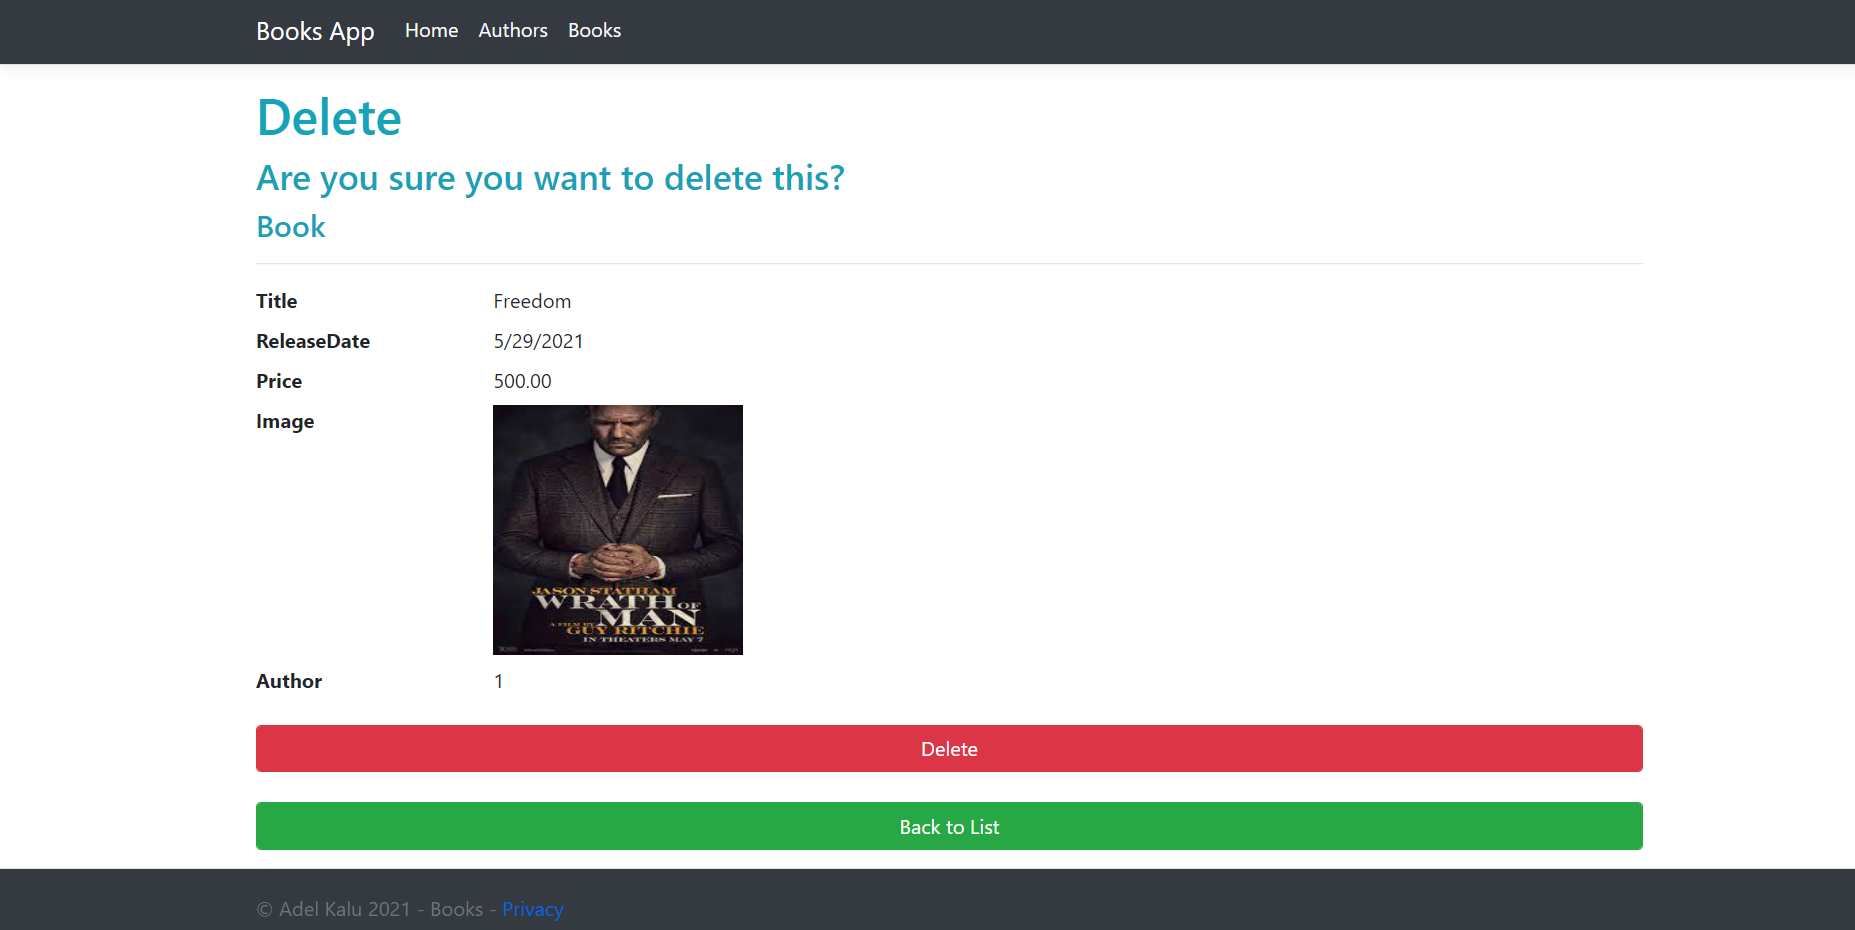 Books App Home Authors Books
Delete
Are you sure you want to delete this?
Book
Title Freedom
ReleaseDate 5/29/2021
Price 500.00
Image
JASON STATHAM
WRATH OF
MAN
A FILM BY
GUY RITCHIE
IN THEATERS MAY 7
Author 1
Delete
Back to List
© Adel Kalu 2021 - Books - Privacy